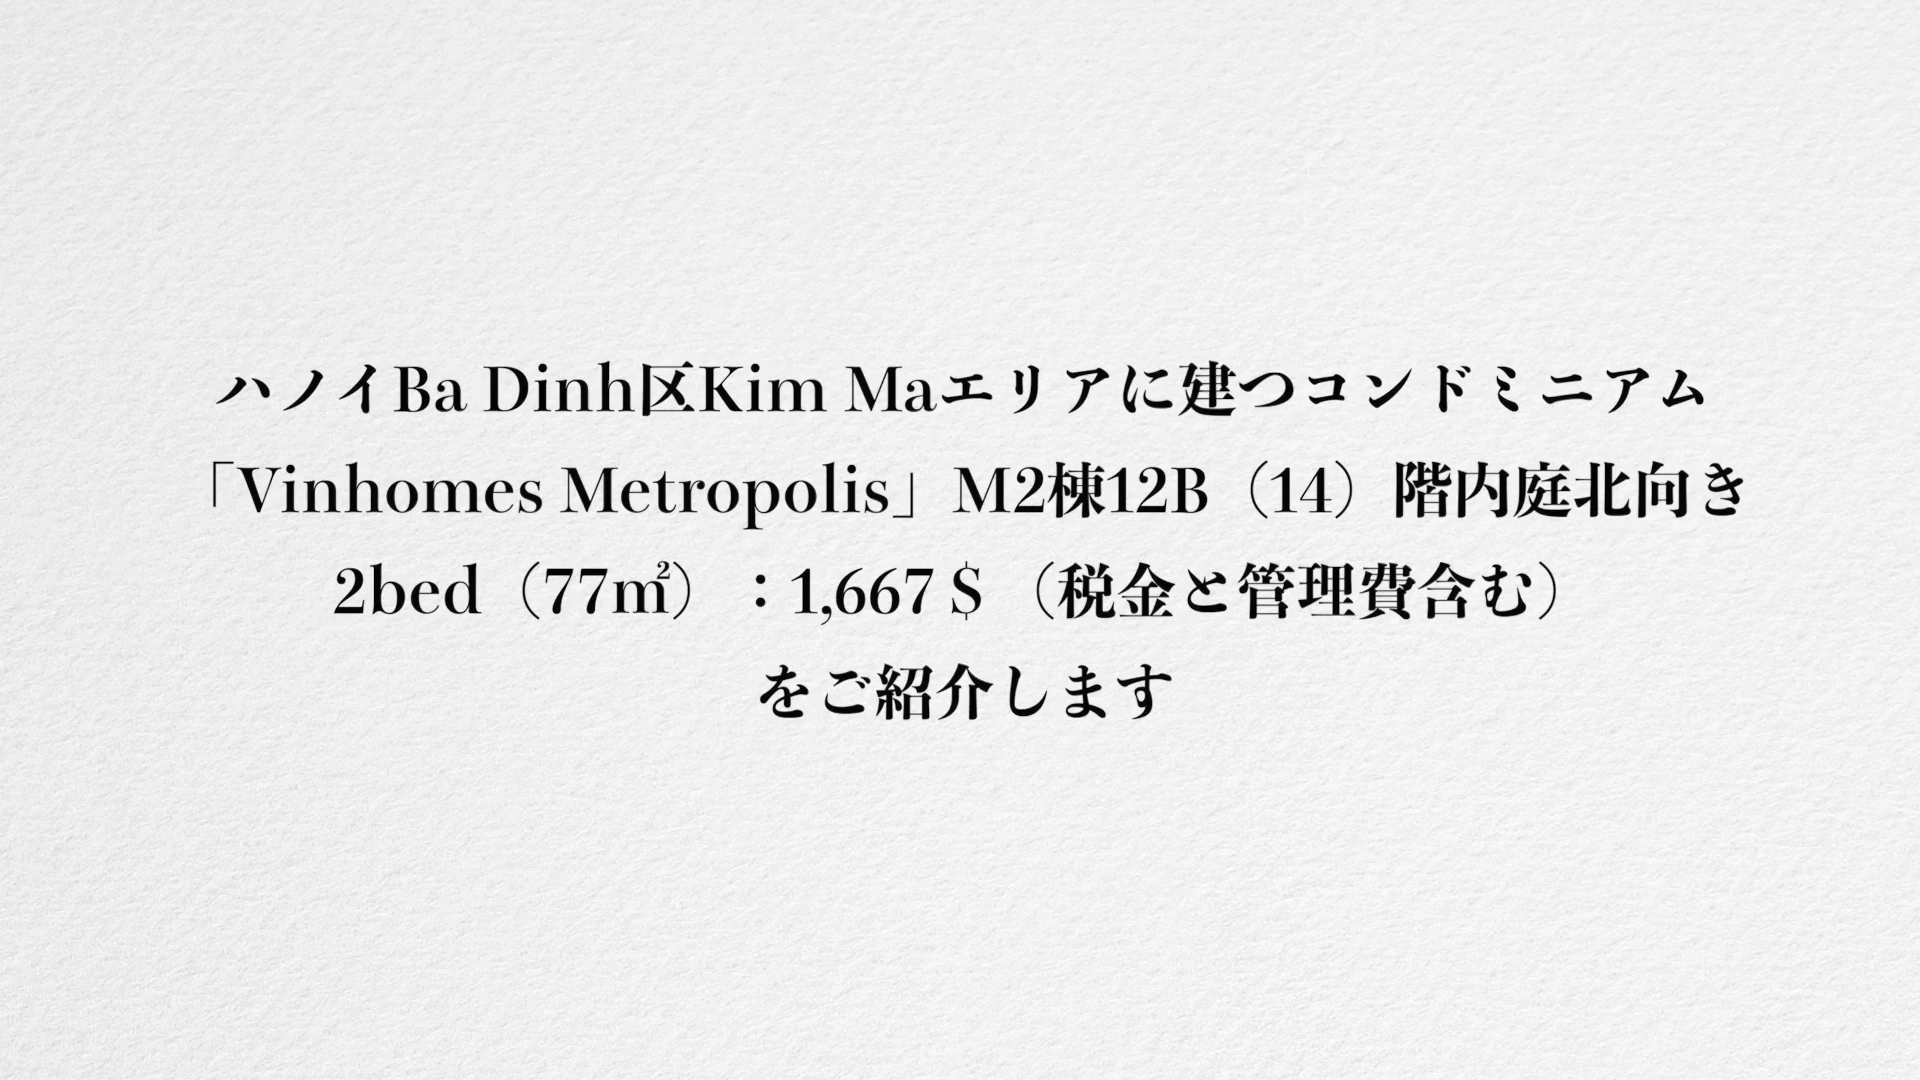 ハノイBa Dinh区Kim Maエリアに建つコンドミニアム
「Vinhomes Metropolis」M2棟12B（14）階内庭北向き
2bed（77㎡）：1,667＄（税金と管理費含む）
をご紹介します